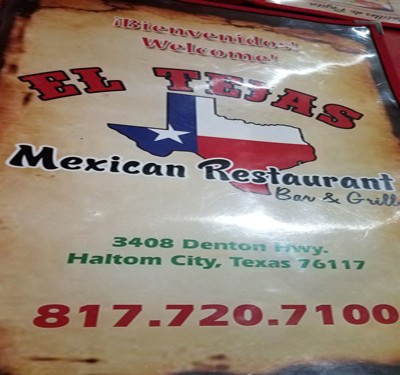 ¡Bienvenidos!
Welcome!
EL TEJAS
Mexican Restaurant
Bar & Grill
3408 Denton Hwy.
Haltom City, Texas 76117
817.720.7100